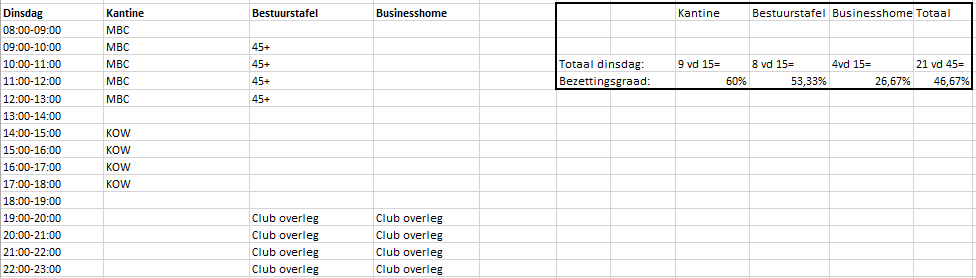 Dinsdag Kantine Bestuurstafel Businesshome Kantine Bestuurstafel Businesshome Totaal
08:00-09:00 MBC
09:00-10:00 MBC 45+
10:00-11:00 MBC 45+ Totaal dinsdag: 9 vd 15= 8 vd 15= 4vd 15= 21 vd 45=
11:00-12:00 MBC 45+ Bezettingsgraad: 60% 53,33% 26,67% 46,67%
12:00-13:00 MBC 45+
13:00-14:00
14:00-15:00 KOW
15:00-16:00 KOW
16:00-17:00 KOW
17:00-18:00 KOW
18:00-19:00
19:00-20:00 Club overleg Club overleg
20:00-21:00 Club overleg Club overleg
21:00-22:00 Club overleg Club overleg
22:00-23:00 Club overleg Club overleg